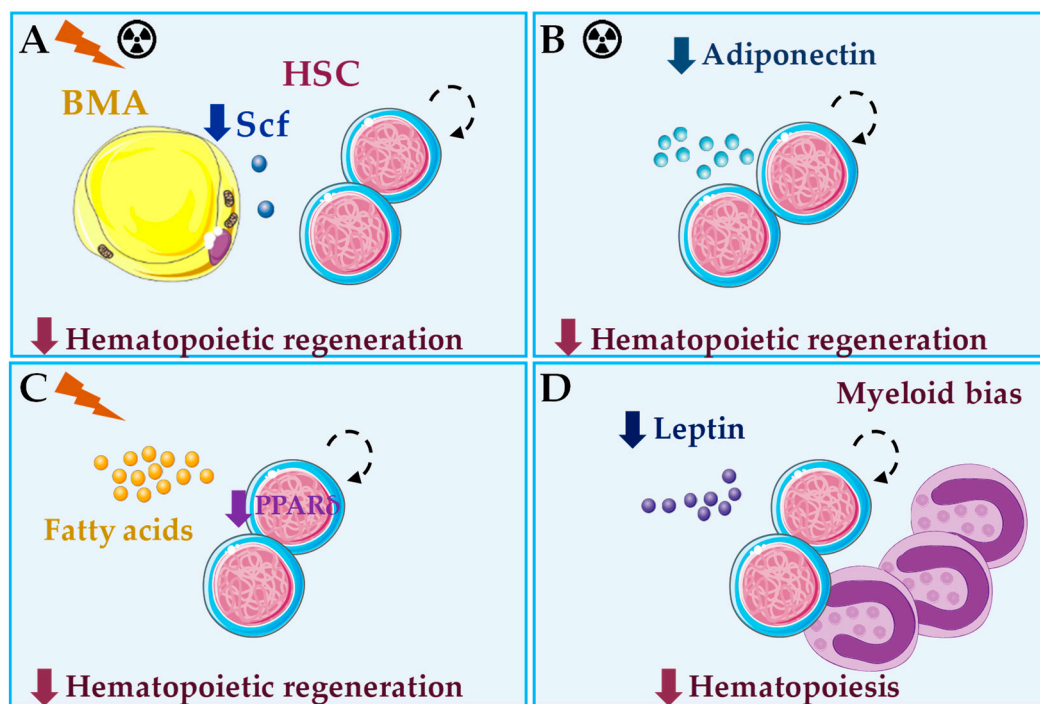 A
BMA
Scf
HSC
Hematopoietic regeneration
B
Adiponectin
Hematopoietic regeneration
C
Fatty acids
PPARδ
Hematopoietic regeneration
D
Leptin
Myeloid bias
Hematopoiesis